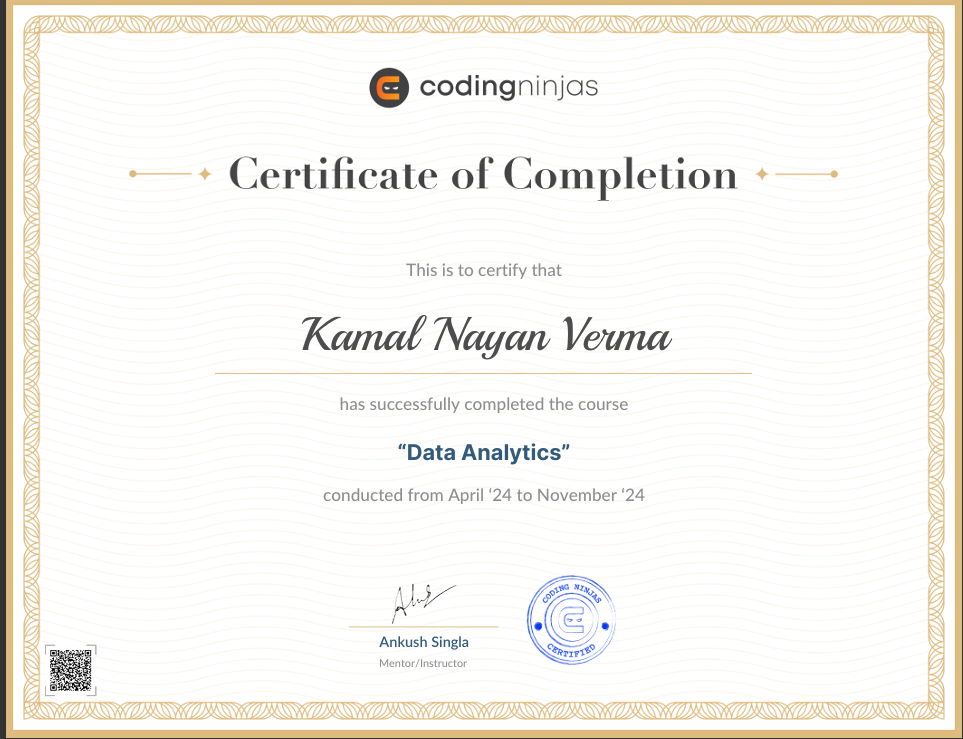 codingninjas
Certificate of Completion
This is to certify that
Kamal Nayan Verma
has successfully completed the course
“Data Analytics”
conducted from April ‘24 to November ‘24
Ankush Singla
Mentor/Instructor
CODING NINJAS
CERTIFIED